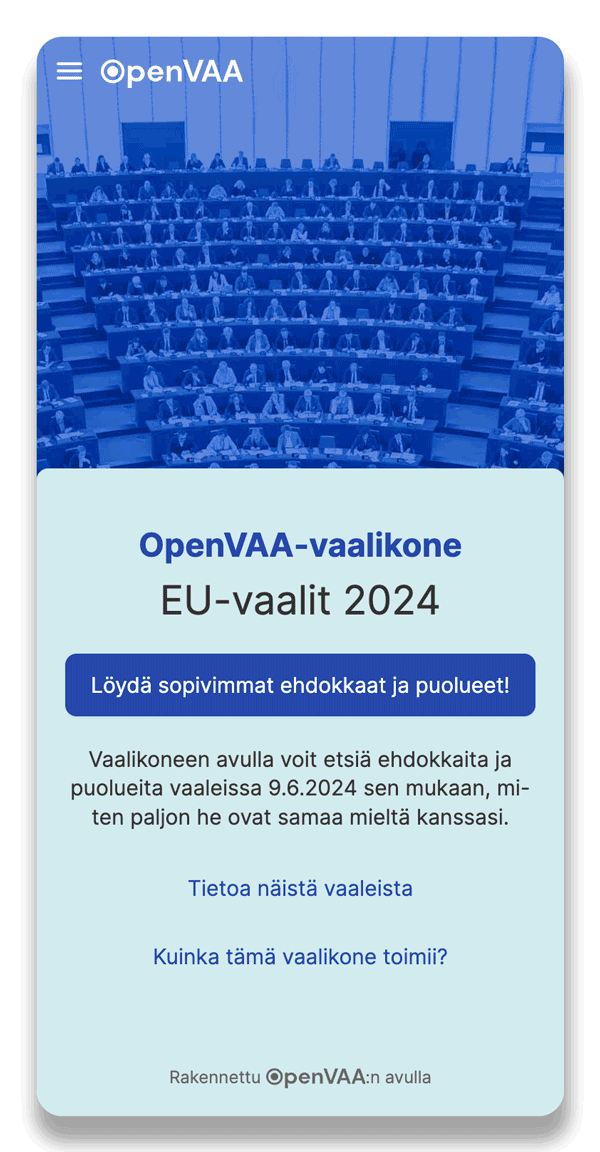 OpenVAA
OpenVAA-vaalikone
EU-vaalit 2024
Löydä sopivimmat ehdokkaat ja puolueet!
Vaalikoneen avulla voit etsiä ehdokkaita ja
puolueita vaaleissa 9.6.2024 sen mukaan, mi-
ten paljon he ovat samaa mieltä kanssasi.
Tietoa näistä vaaleista
Kuinka tämä vaalikone toimii?
Rakennettu OpenVAA:n avulla